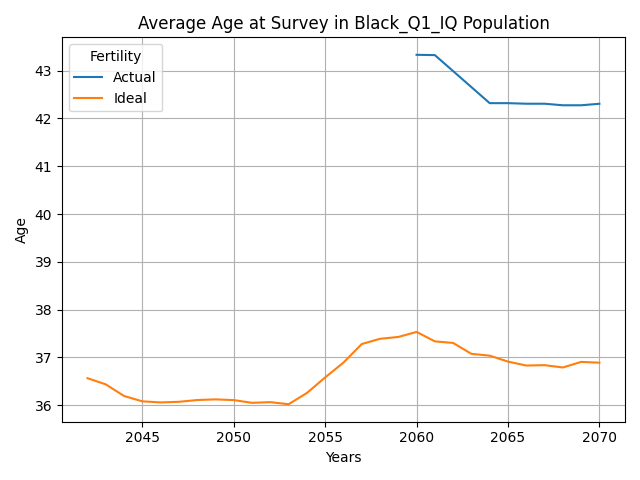 Average Age at Survey in Black_Q1_IQ Population
Fertility
Actual
Ideal
Age
43
42
41
40
39
38
37
36
2045
2050
2055
2060
2065
2070
Years